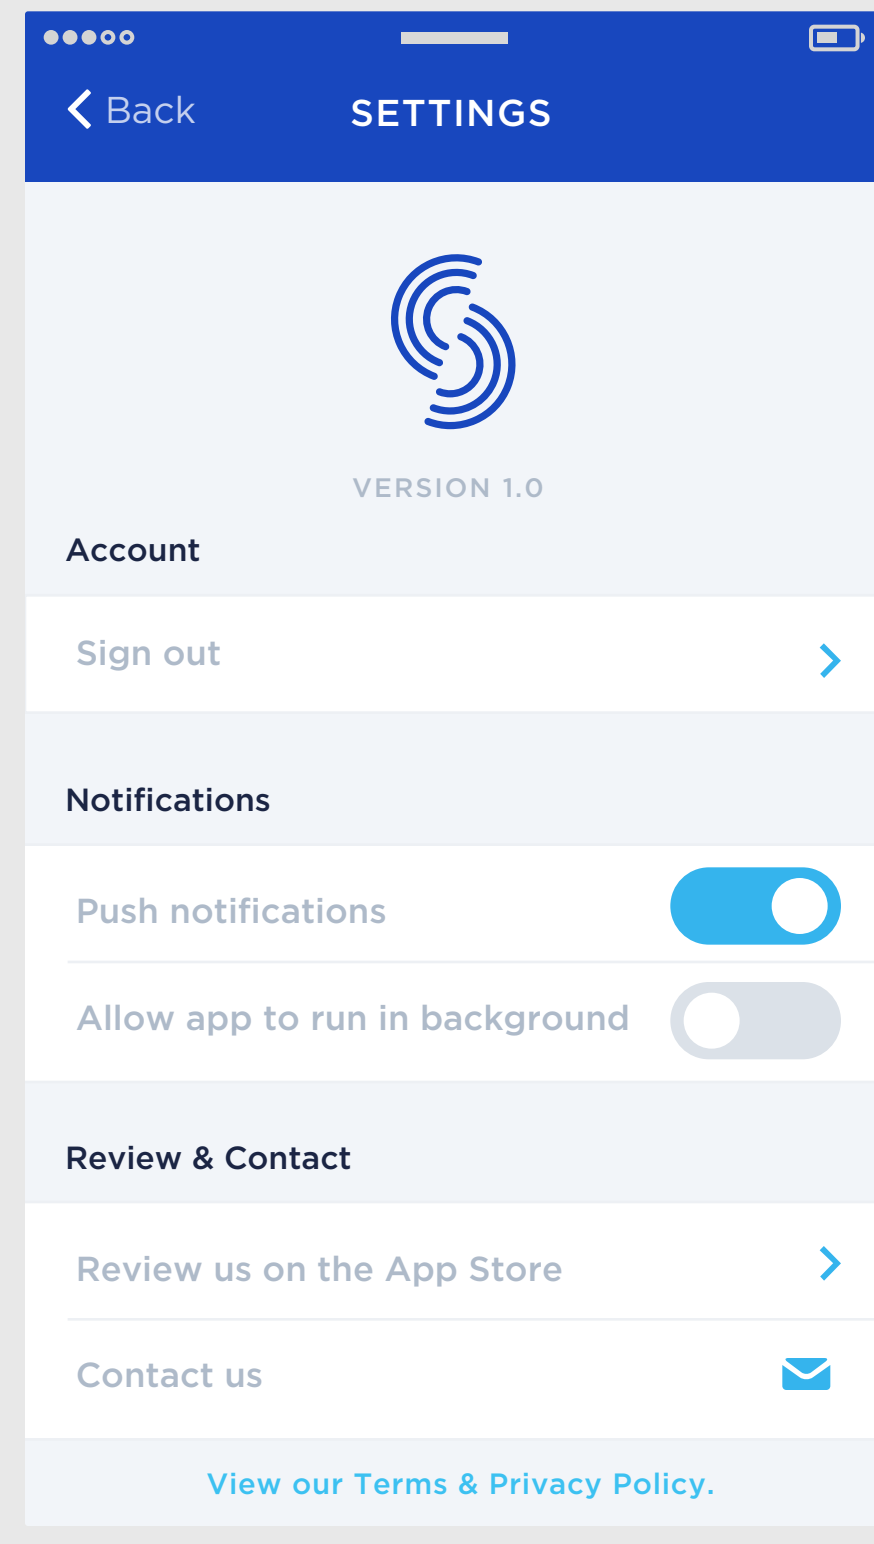 Back
SETTINGS
VERSION 1.0
Account
Sign out
Notifications
Push notifications
Allow app to run in background
Review & Contact
Review us on the App Store
Contact us
View our Terms & Privacy Policy.